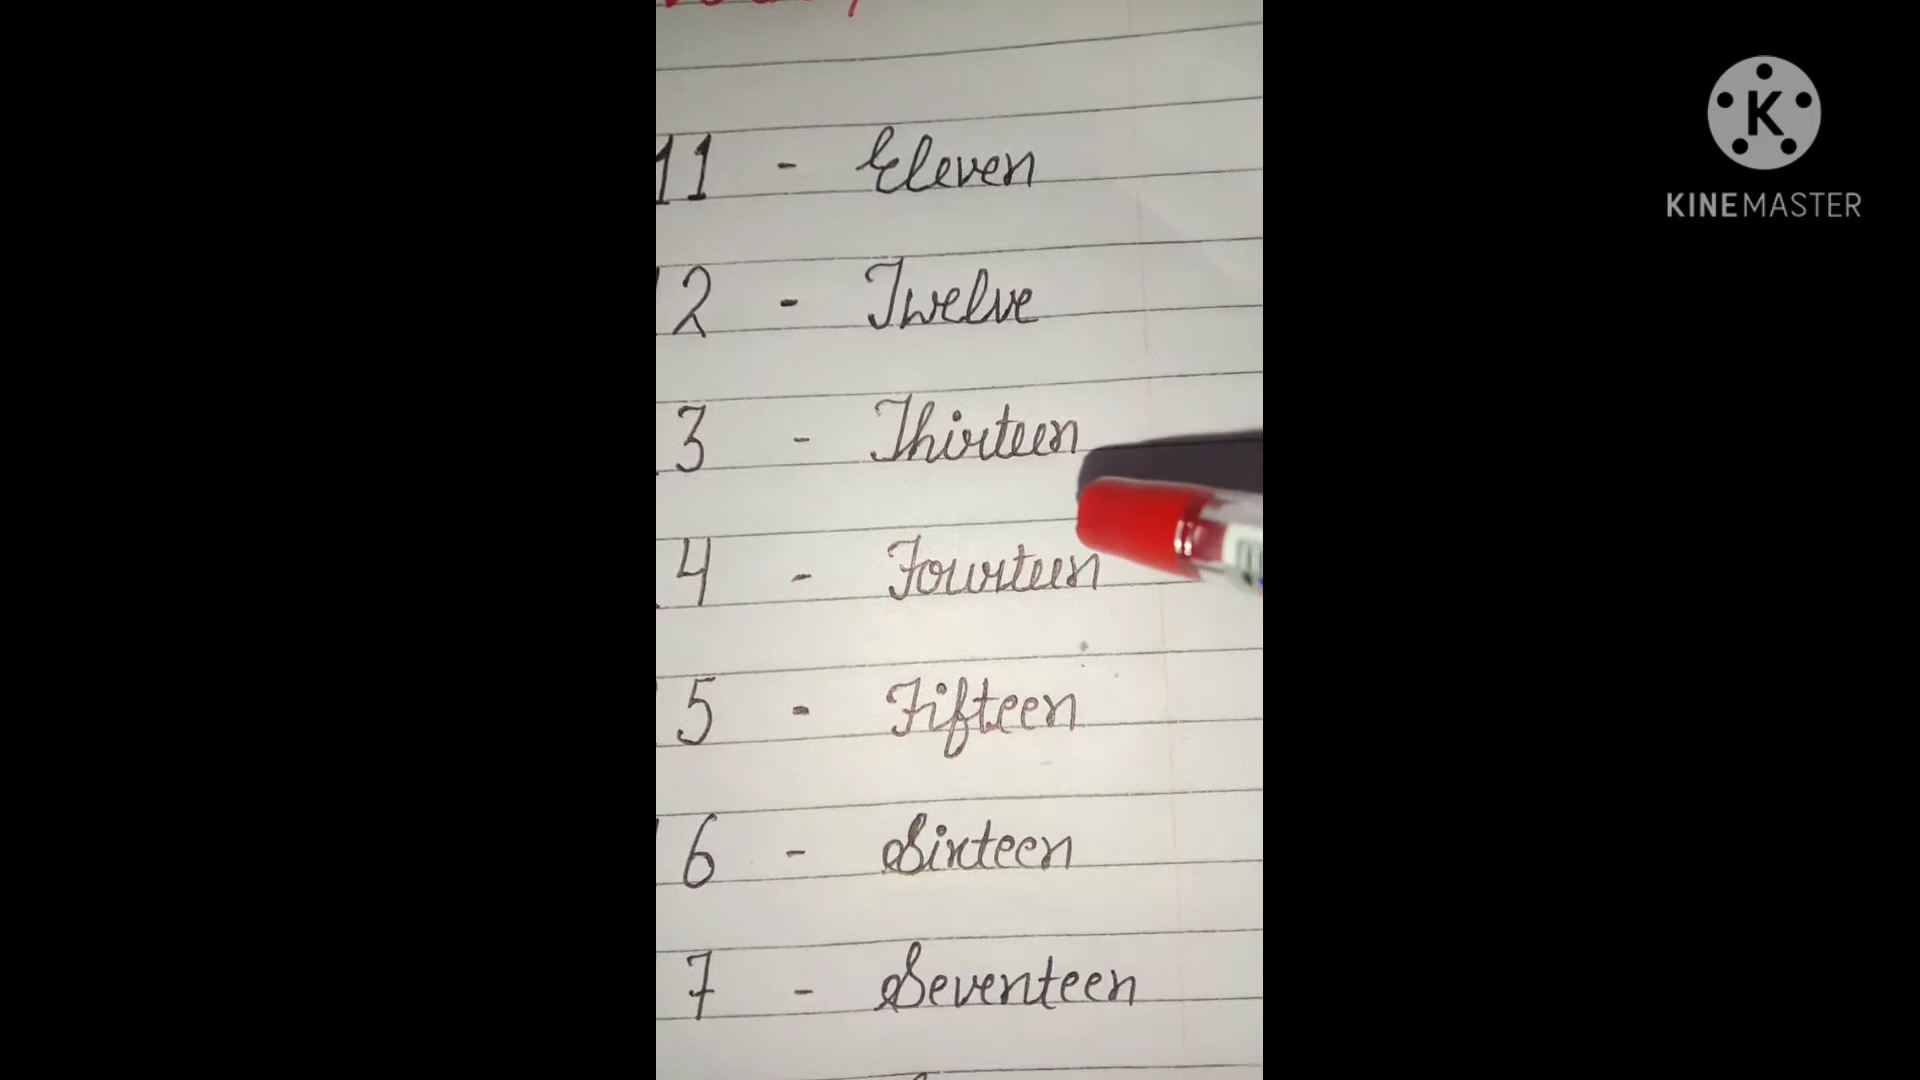 11 - Eleven
2 - Twelve
3 - Thirteen
4 - Fourteen
5 - Fifteen
6 - Sixteen
7 - Seventeen
K
KINEMASTER